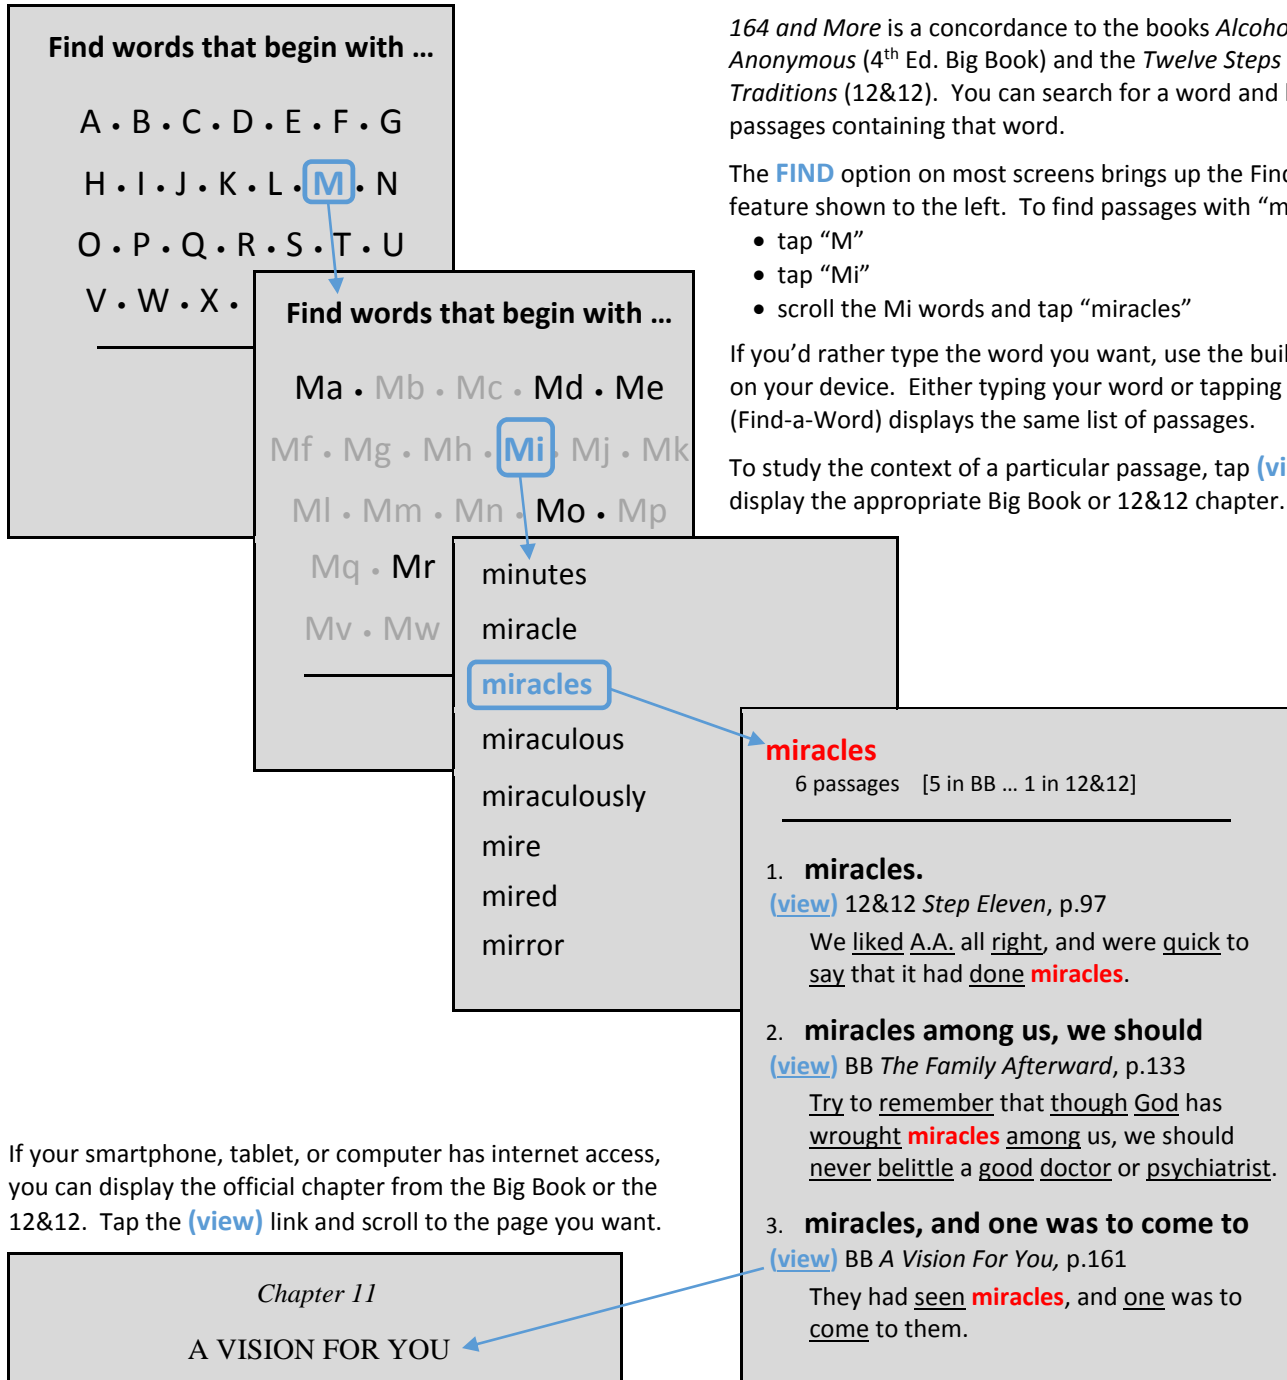 Find words that begin with …
A • B • C • D • E • F • G
H • I • J • K • L • M • N
O • P • Q • R • S • T • U
V • W • X •
Find words that begin with …
Ma • Mb • Mc • Md • Me
Mf • Mg • Mh • Mi • Mj • Mk
Ml • Mm • Mn • Mo • Mp
Mq • Mr
Mv • Mw
minutes
miracle
miracles
miraculous
miraculously
mire
mired
mirror
164 and More is a concordance to the books
Anonymous (4th Ed. Big Book) and the Twelve Steps
Traditions (12&12). You can search for a word and
passages containing that word.
The FIND option on most screens brings up the
feature shown to the left. To find passages with
• tap “M”
• tap “Mi”
• scroll the Mi words and tap “miracles”
If you’d rather type the word you want, use the
on your device. Either typing your word or tapping
(Find-a-Word) displays the same list of passages.
To study the context of a particular passage, tap
display the appropriate Big Book or 12&12 chapter.
miracles
6 passages [5 in BB … 1 in 12&12]
1. miracles.
(view) 12&12 Step Eleven, p.97
We liked A.A. all right, and were quick to
say that it had done miracles.
2. miracles among us, we should
(view) BB The Family Afterward, p.133
Try to remember that though God has
wrought miracles among us, we should
never belittle a good doctor or psychiatrist.
3. miracles, and one was to come to
(view) BB A Vision For You, p.161
They had seen miracles, and one was to
come to them.
If your smartphone, tablet, or computer has internet access,
you can display the official chapter from the Big Book or the
12&12. Tap the (view) link and scroll to the page you want.
Chapter 11
A VISION FOR YOU